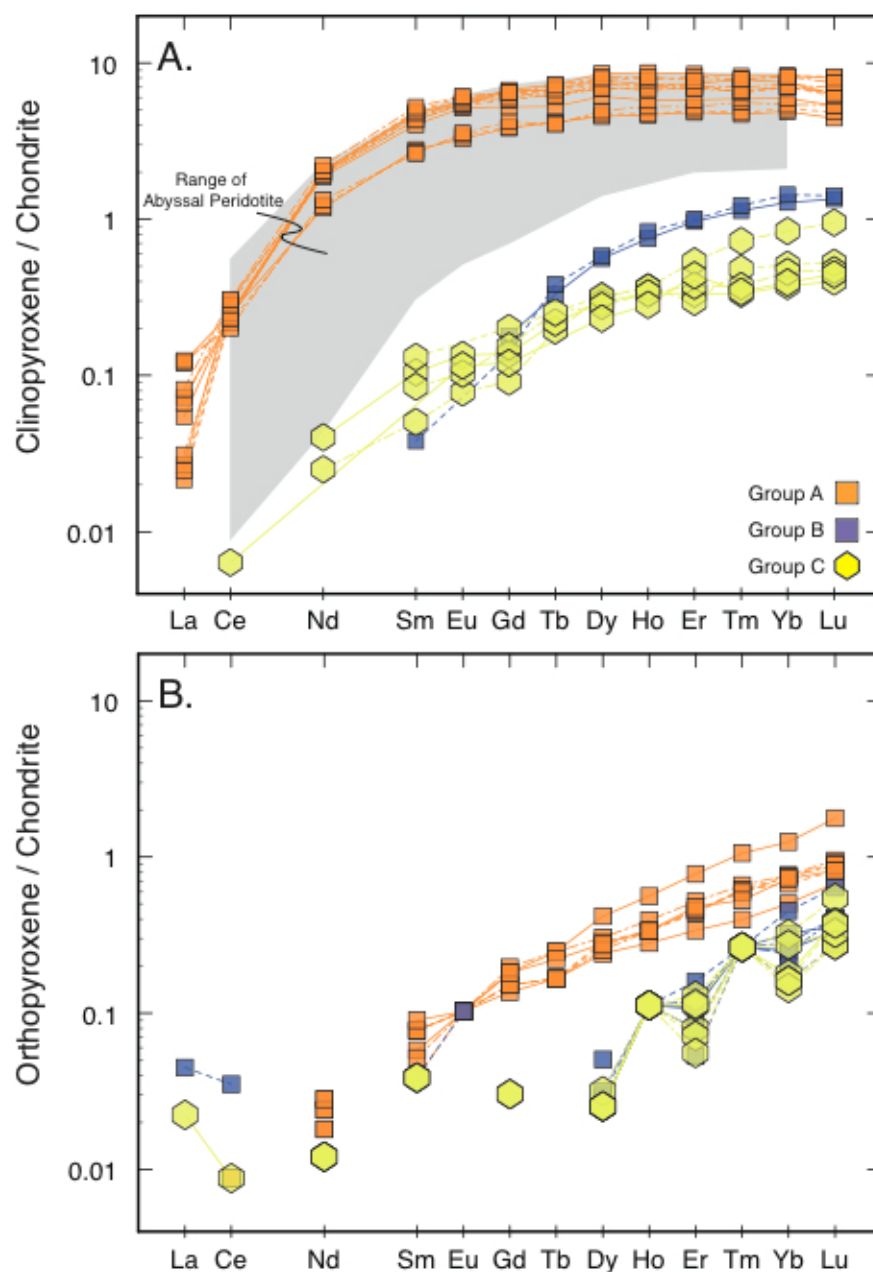 A.
10
1
0.1
0.01
Clinopyroxene / Chondrite
Range of
Abyssal Peridotite
Group A
Group B
Group C
La Ce Nd Sm Eu Gd Tb Dy Ho Er Tm Yb Lu
B.
10
1
0.1
0.01
Orthopyroxene / Chondrite
La Ce Nd Sm Eu Gd Tb Dy Ho Er Tm Yb Lu